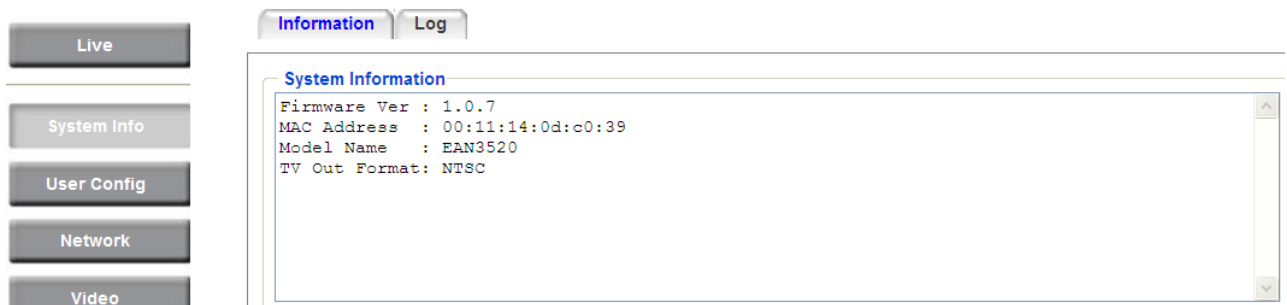 Live
System Info
User Config
Network
Video
Information
Log
System Information
Firmware Ver : 1.0.7
MAC Address  : 00:11:14:0d:c0:39
Model Name   : EAN3520
TV Out Format: NTSC